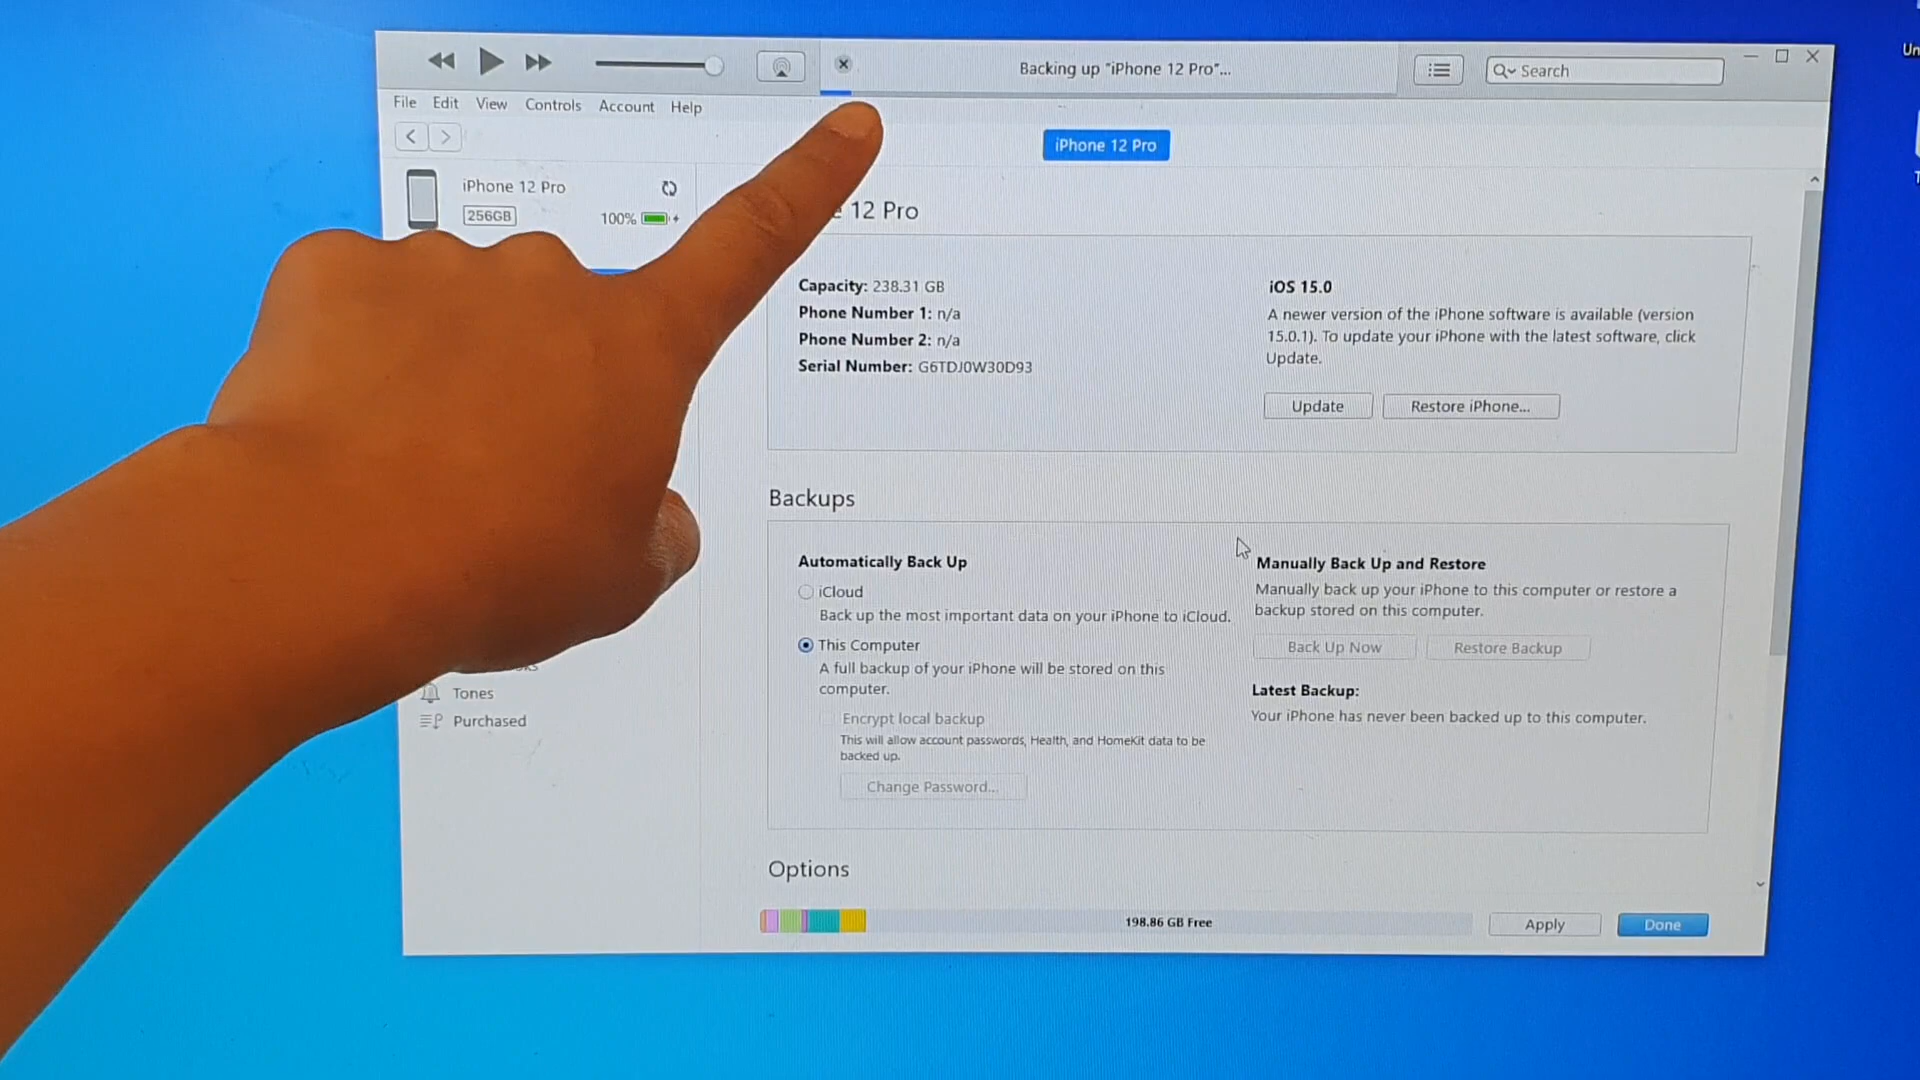 Backing up "iPhone 12 Pro"...
Search
File Edit View Controls Account Help
iPhone 12 Pro
iPhone 12 Pro
256GB
100%
12 Pro
Capacity: 238.31 GB
Phone Number 1: n/a
Phone Number 2: n/a
Serial Number: G6TDJ0W30D93
iOS 15.0
A newer version of the iPhone software is available (version
15.0.1). To update your iPhone with the latest software, click
Update.
Update
Restore iPhone...
Backups
Automatically Back Up
iCloud
Back up the most important data on your iPhone to iCloud.
This Computer
A full backup of your iPhone will be stored on this
computer.
Encrypt local backup
This will allow account passwords, Health, and HomeKit data to be
backed up.
Change Password...
Manually Back Up and Restore
Manually back up your iPhone to this computer or restore a
backup stored on this computer.
Back Up Now
Restore Backup
Latest Backup:
Your iPhone has never been backed up to this computer.
Tones
Purchased
Options
198.86 GB Free
Apply
Done